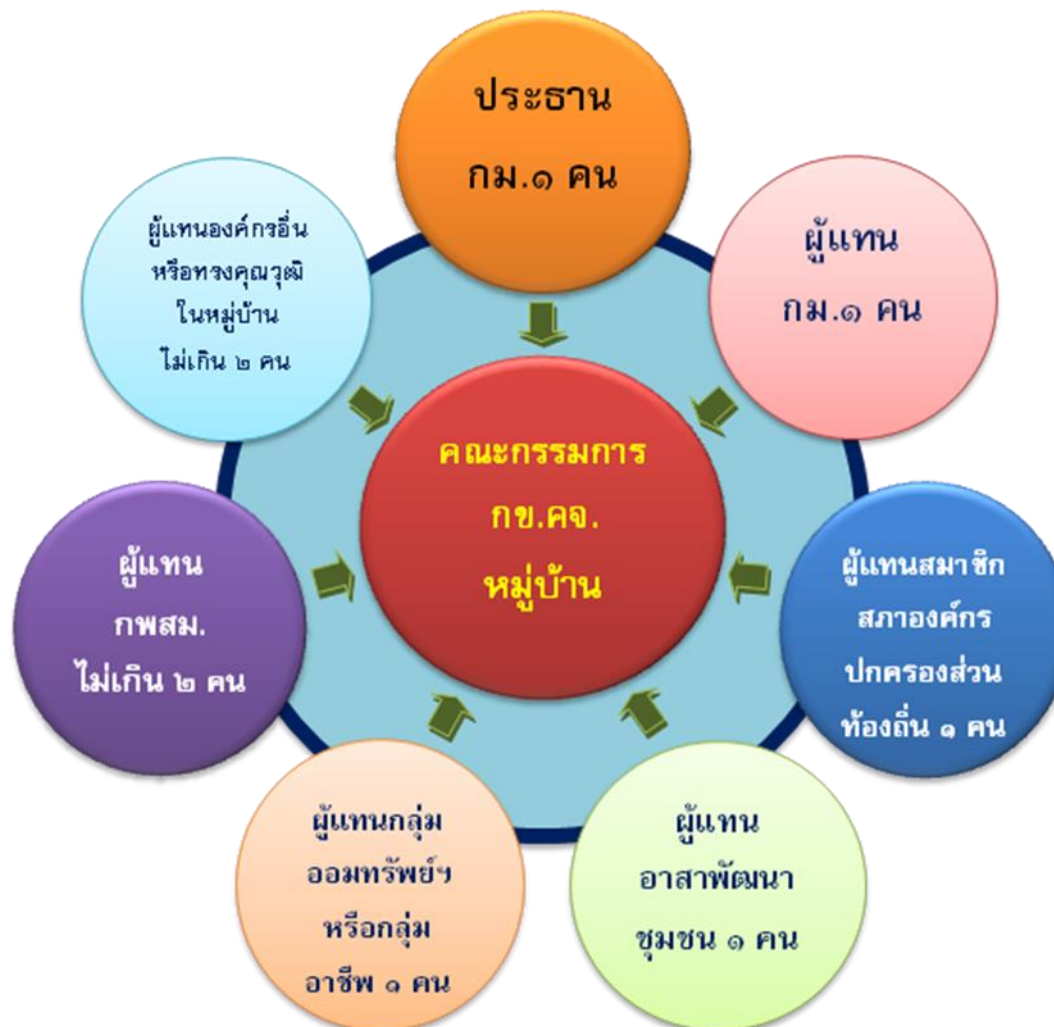 ประธาน
กม.๑ คน
ผู้แทน
กม.๑ คน
ผู้แทนสมาชิก
สภาองค์กร
ปกครองส่วน
ท้องถิ่น ๑ คน
ผู้แทน
อาสาพัฒนา
ชุมชน ๑ คน
ผู้แทนกลุ่ม
ออมทรัพย์ฯ
หรือกลุ่ม
อาชีพ ๑ คน
ผู้แทน
กพสม.
ไม่เกิน ๒ คน
ผู้แทนองค์กรอื่น
หรือทรงคุณวุฒิ
ในหมู่บ้าน
ไม่เกิน ๒ คน
คณะกรรมการ
กข.คจ.
หมู่บ้าน